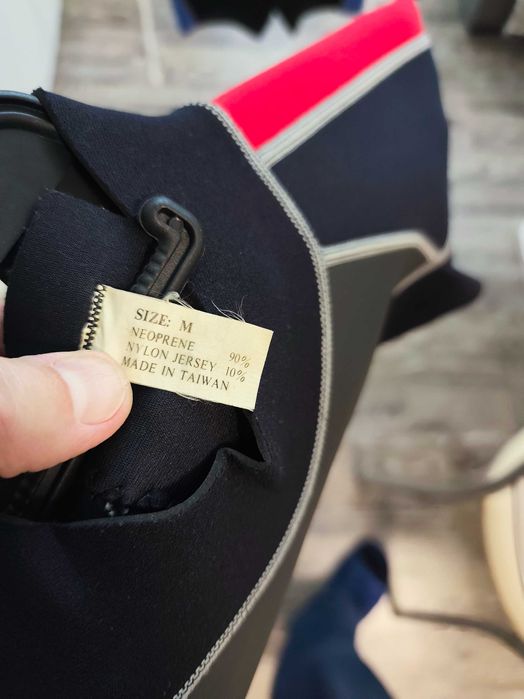 SIZE: M
NEOPRENE 90%
NYLON JERSEY 10%
MADE IN TAIWAN